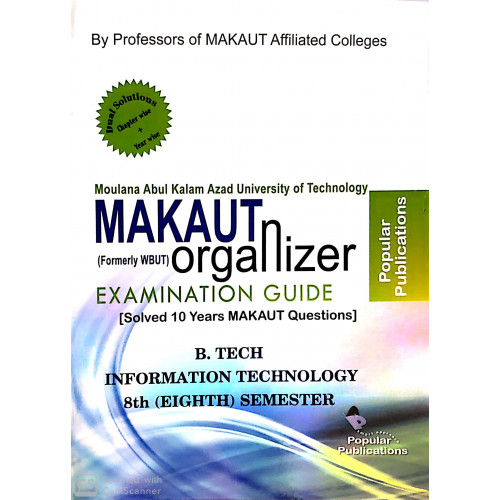 By Professors of MAKAUT Affiliated Colleges
Dual Solutions
Chapter wise
+
Year wise
Moulana Abul Kalam Azad University of Technology
MAKAUT
(Formerly WBUT)
organizer
EXAMINATION GUIDE
[Solved 10 Years MAKAUT Questions]
Popular
Publications
B. TECH
INFORMATION TECHNOLOGY
8th (EIGHTH) SEMESTER
Popular
Publications